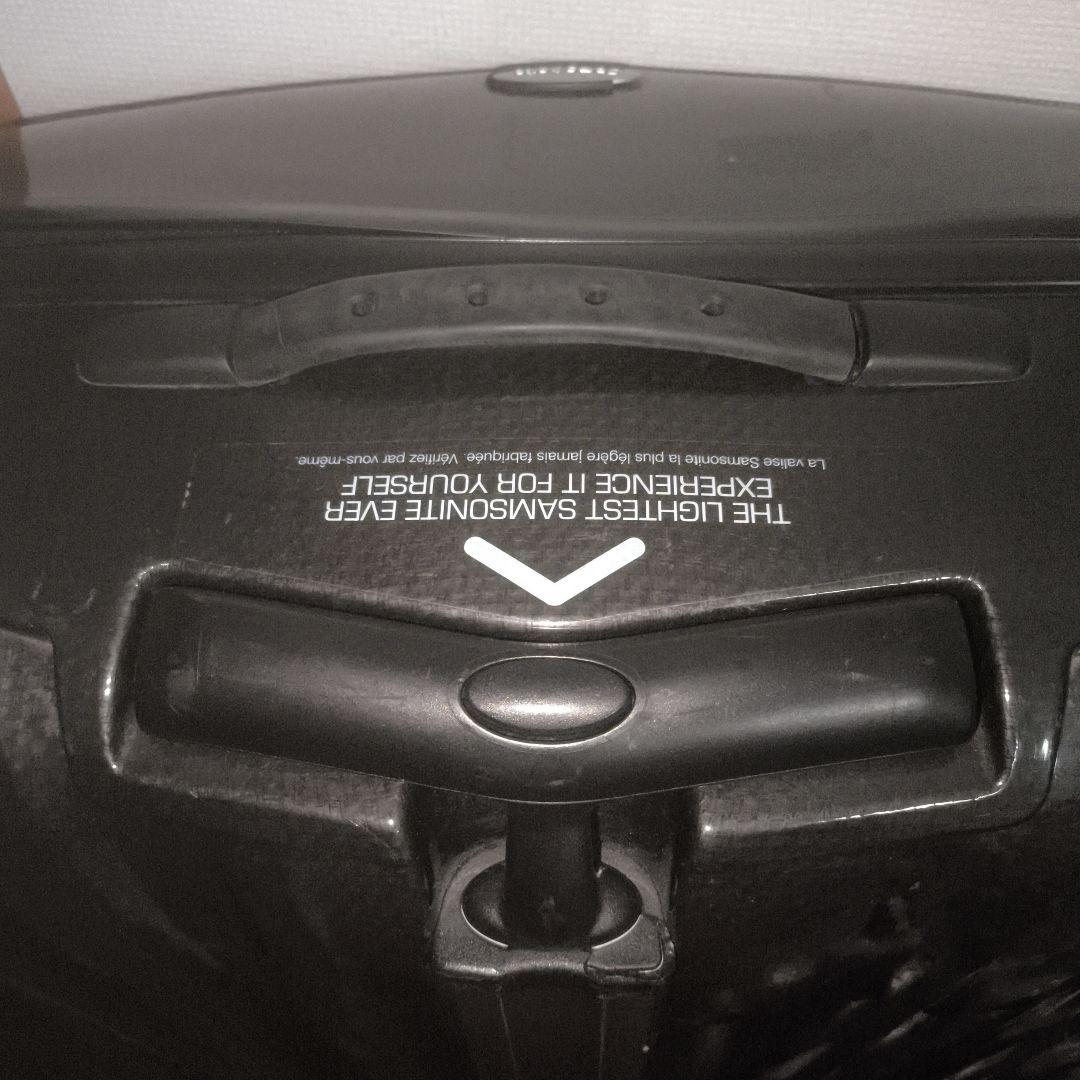 THE LIGHTEST SAMSONITE EVER
EXPERIENCE IT FOR YOURSELF
La valise Samsonite la plus légère jamais fabriquée. Vérifiez par vous-même.